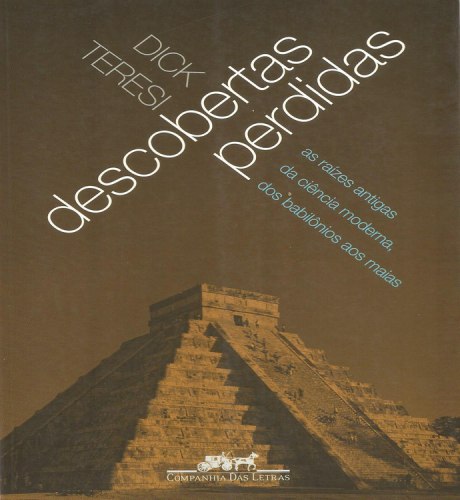 DICK
TERESI
descobertas
perdidas
as raízes antigas
da ciência moderna,
dos babilônios aos maias
COMPANHIA DAS LETRAS